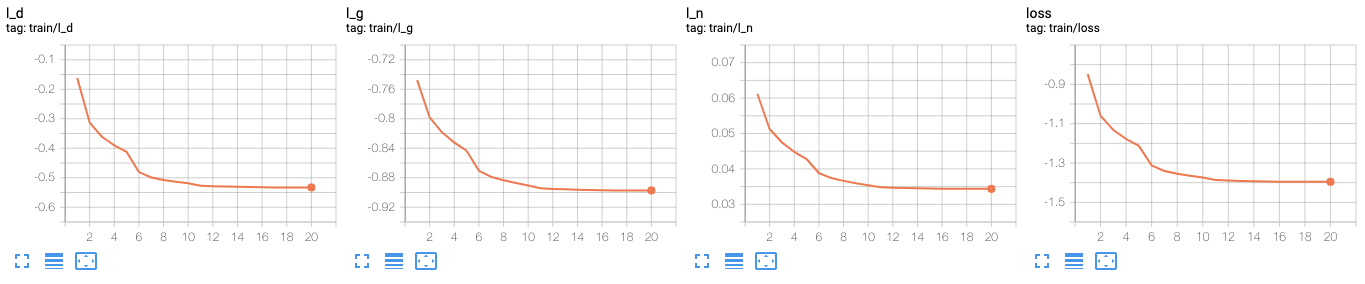 l_d
tag: train/l_d
-0.1
-0.2
-0.3
-0.4
-0.5
-0.6
2 4 6 8 10 12 14 16 18 20
l_g
tag: train/l_g
-0.72
-0.76
-0.8
-0.84
-0.88
-0.92
2 4 6 8 10 12 14 16 18 20
l_n
tag: train/l_n
0.07
0.06
0.05
0.04
0.03
2 4 6 8 10 12 14 16 18 20
loss
tag: train/loss
-0.9
-1.1
-1.3
-1.5
2 4 6 8 10 12 14 16 18 20